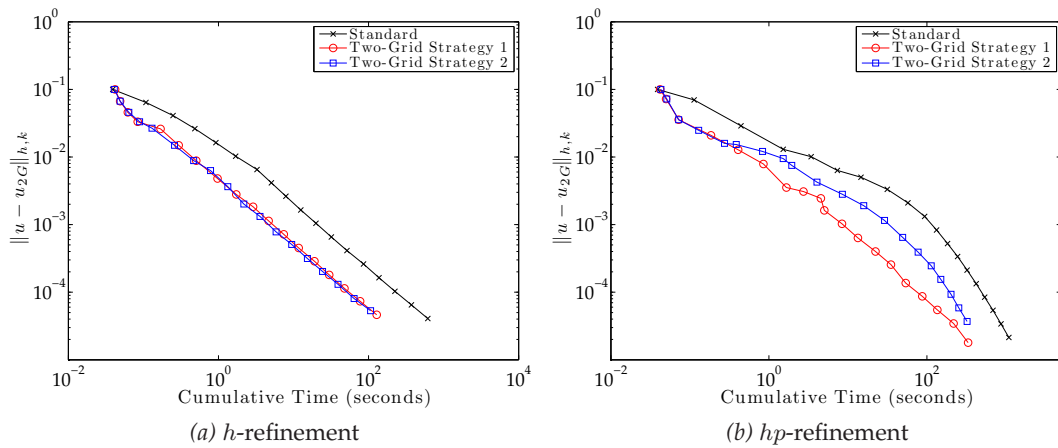 10^0
10^−1
10^−2
10^−3
10^−4
‖u − u_{2G}‖_{h,k}
Standard
Two-Grid Strategy 1
Two-Grid Strategy 2
10^−2
10^0
10^2
10^4
Cumulative Time (seconds)
(a) h-refinement
10^0
10^−1
10^−2
10^−3
10^−4
‖u − u_{2G}‖_{h,k}
Standard
Two-Grid Strategy 1
Two-Grid Strategy 2
10^−2
10^0
10^2
Cumulative Time (seconds)
(b) hp-refinement